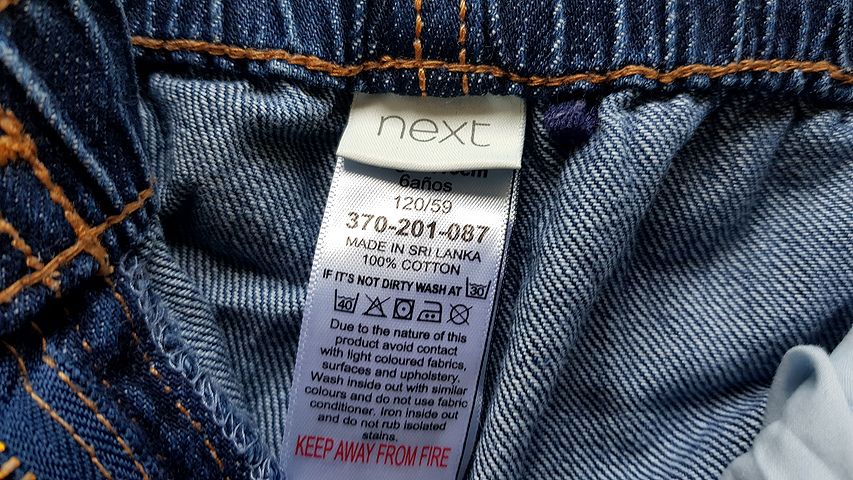 next
6años
120/59
370-201-087
MADE IN SRI LANKA
100% COTTON
IF IT'S NOT DIRTY WASH AT 30°
40°
Due to the nature of this
product avoid contact
with light coloured fabrics,
surfaces and upholstery.
Wash inside out with similar
colours and do not use fabric
conditioner. Iron inside out
and do not rub isolated
stains.
KEEP AWAY FROM FIRE